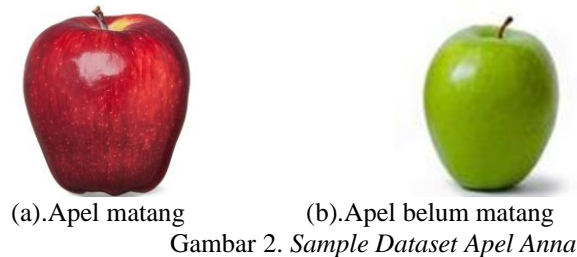 (a).Apel matang
(b).Apel belum matang
Gambar 2. Sample Dataset Apel Anna